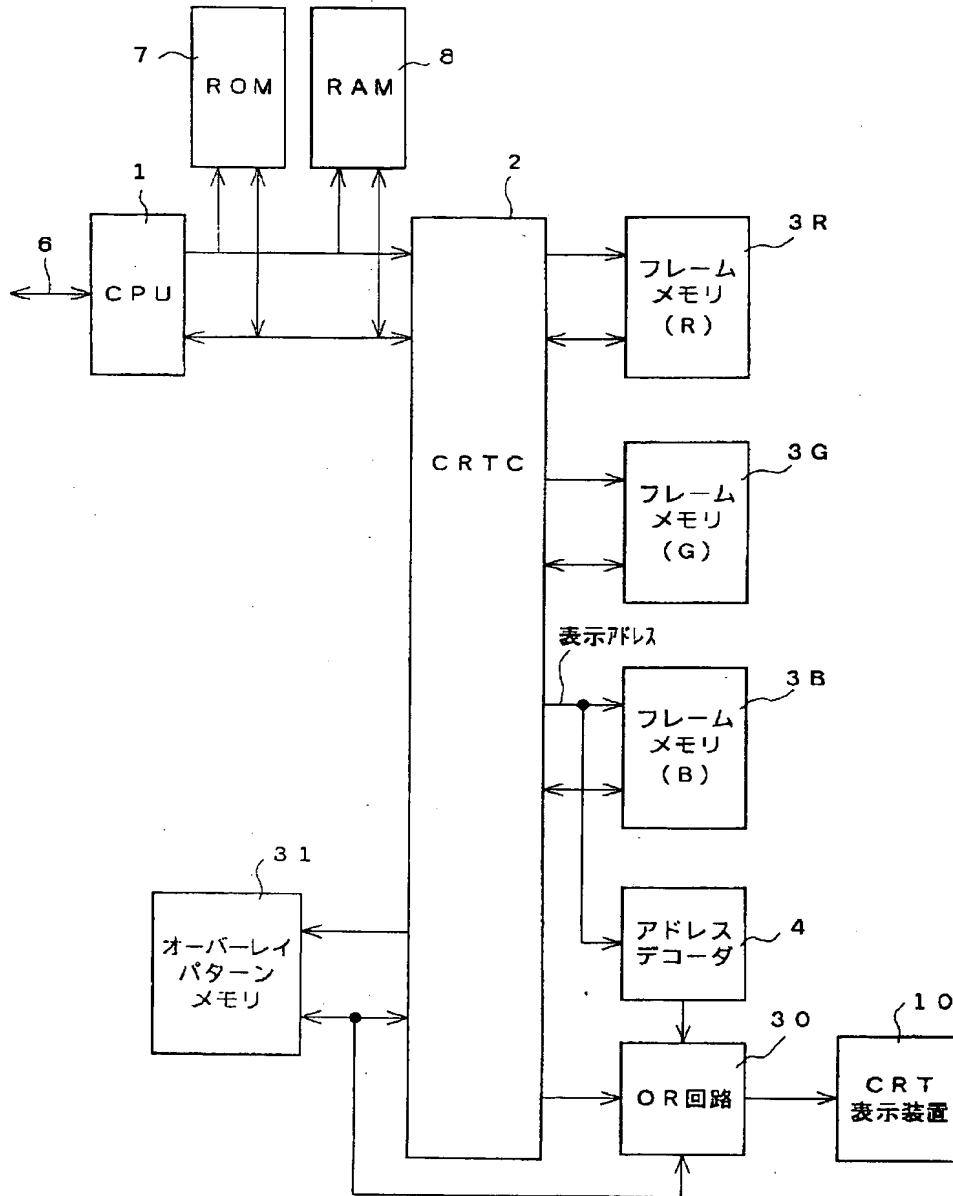 7
ROM
8
RAM
1
CPU
6
2
CRTC
3R
フレーム
メモリ
(R)
3G
フレーム
メモリ
(G)
表示アドレス
3B
フレーム
メモリ
(B)
31
オーバーレイ
パターン
メモリ
4
アドレス
デコーダ
30
OR回路
10
CRT
表示装置